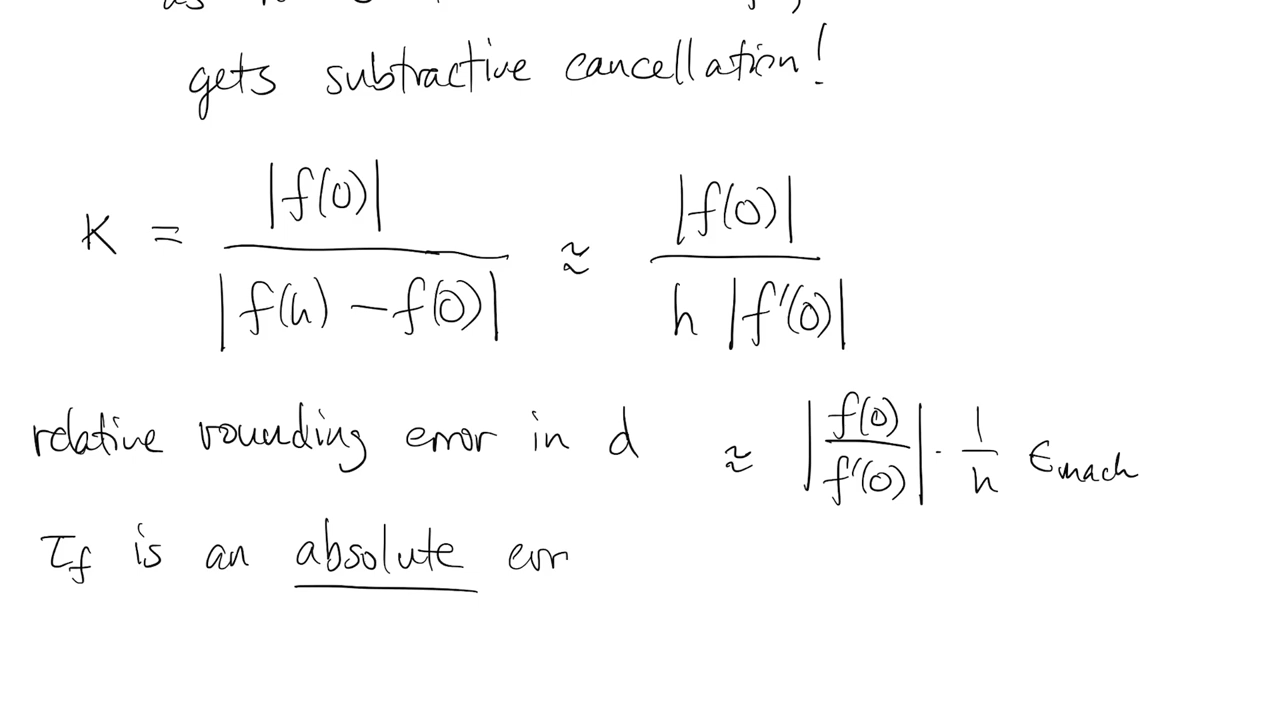 as
gets subtractive cancellation!
κ = |f(0)| / |f(h) − f(0)| ≈ |f(0)| / h |f'(0)|
relative rounding error in d ≈ |f(0)/f'(0)| · 1/h ϵmach
τf is an absolute err